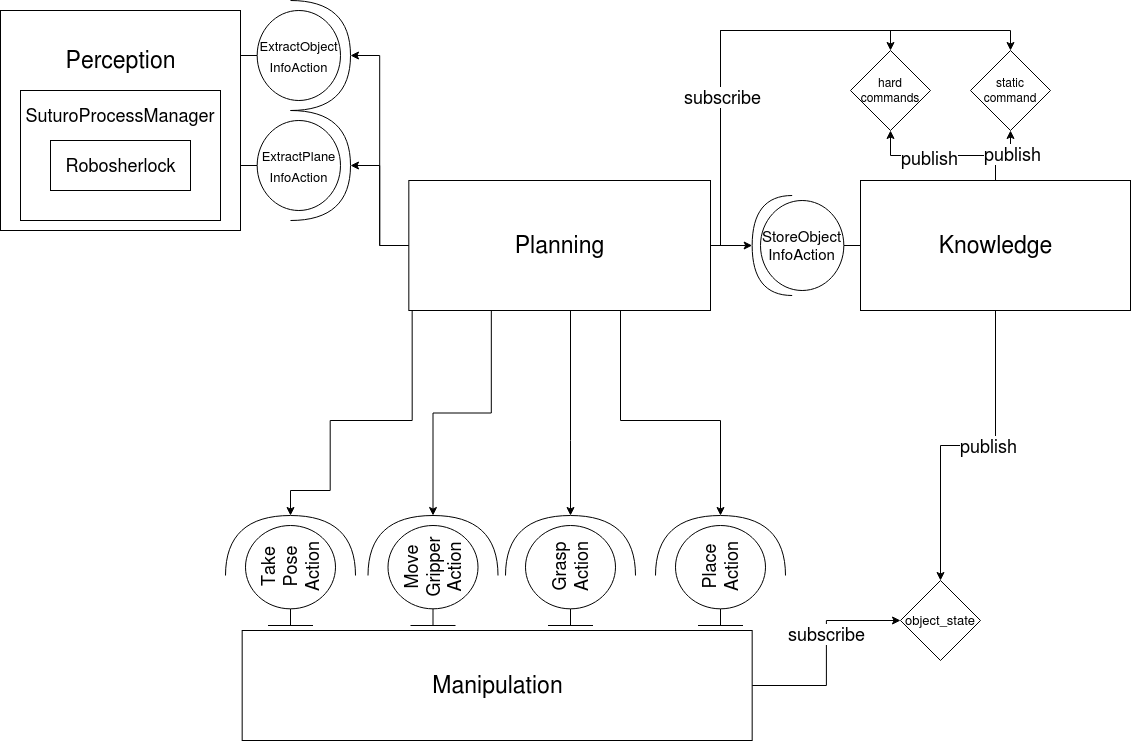 Perception
SuturoProcessManager
Robosherlock
ExtractObject
InfoAction
ExtractPlane
InfoAction
subscribe
hard
commands
static
command
publish
publish
Planning
StoreObject
InfoAction
Knowledge
publish
Take
Pose
Action
Move
Gripper
Action
Grasp
Action
Place
Action
subscribe
object_state
Manipulation